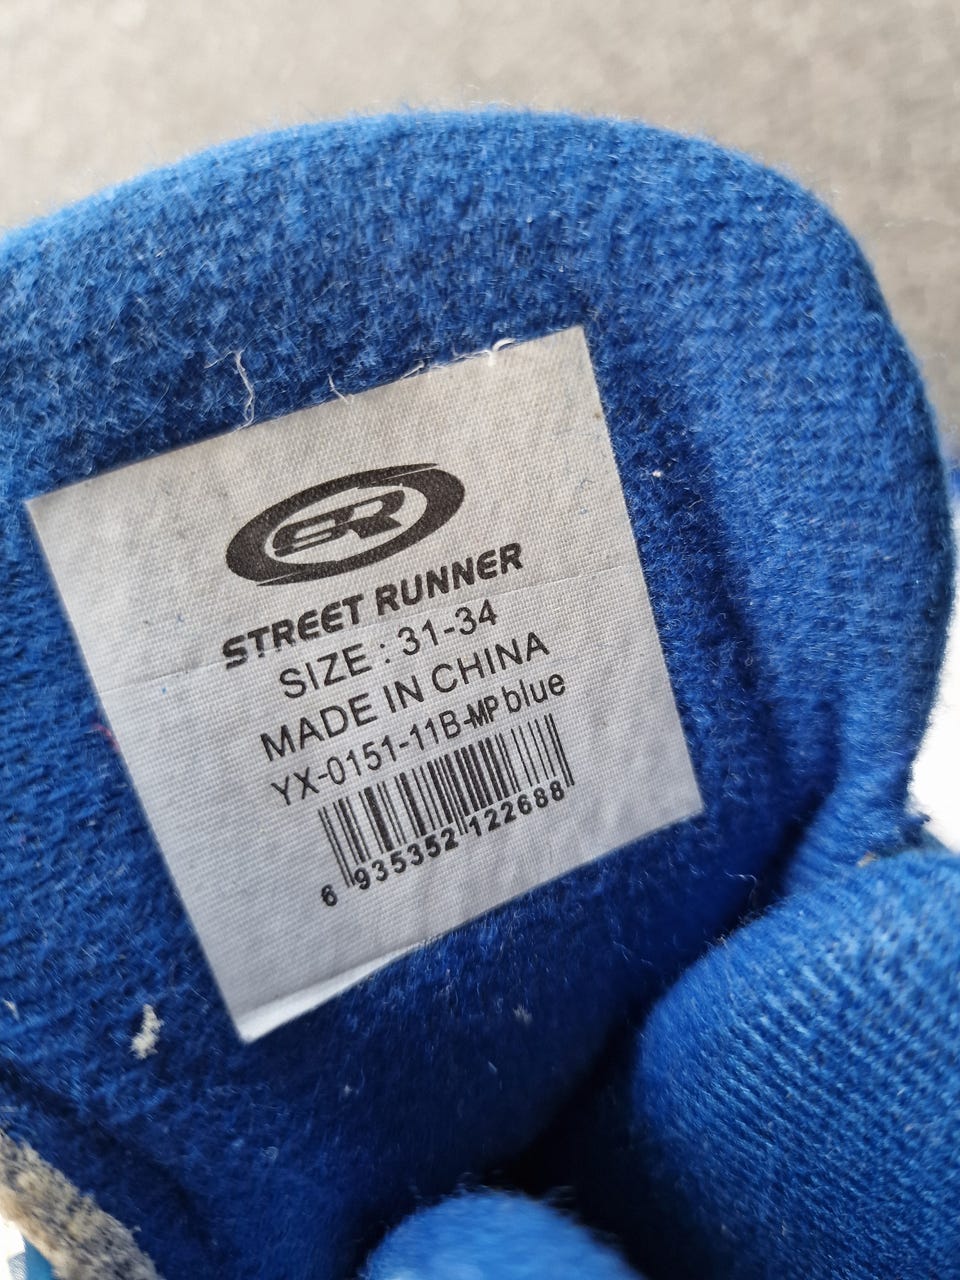 SR
STREET RUNNER
SIZE : 31-34
MADE IN CHINA
YX-0151-11B-MP blue
6 935352 122688